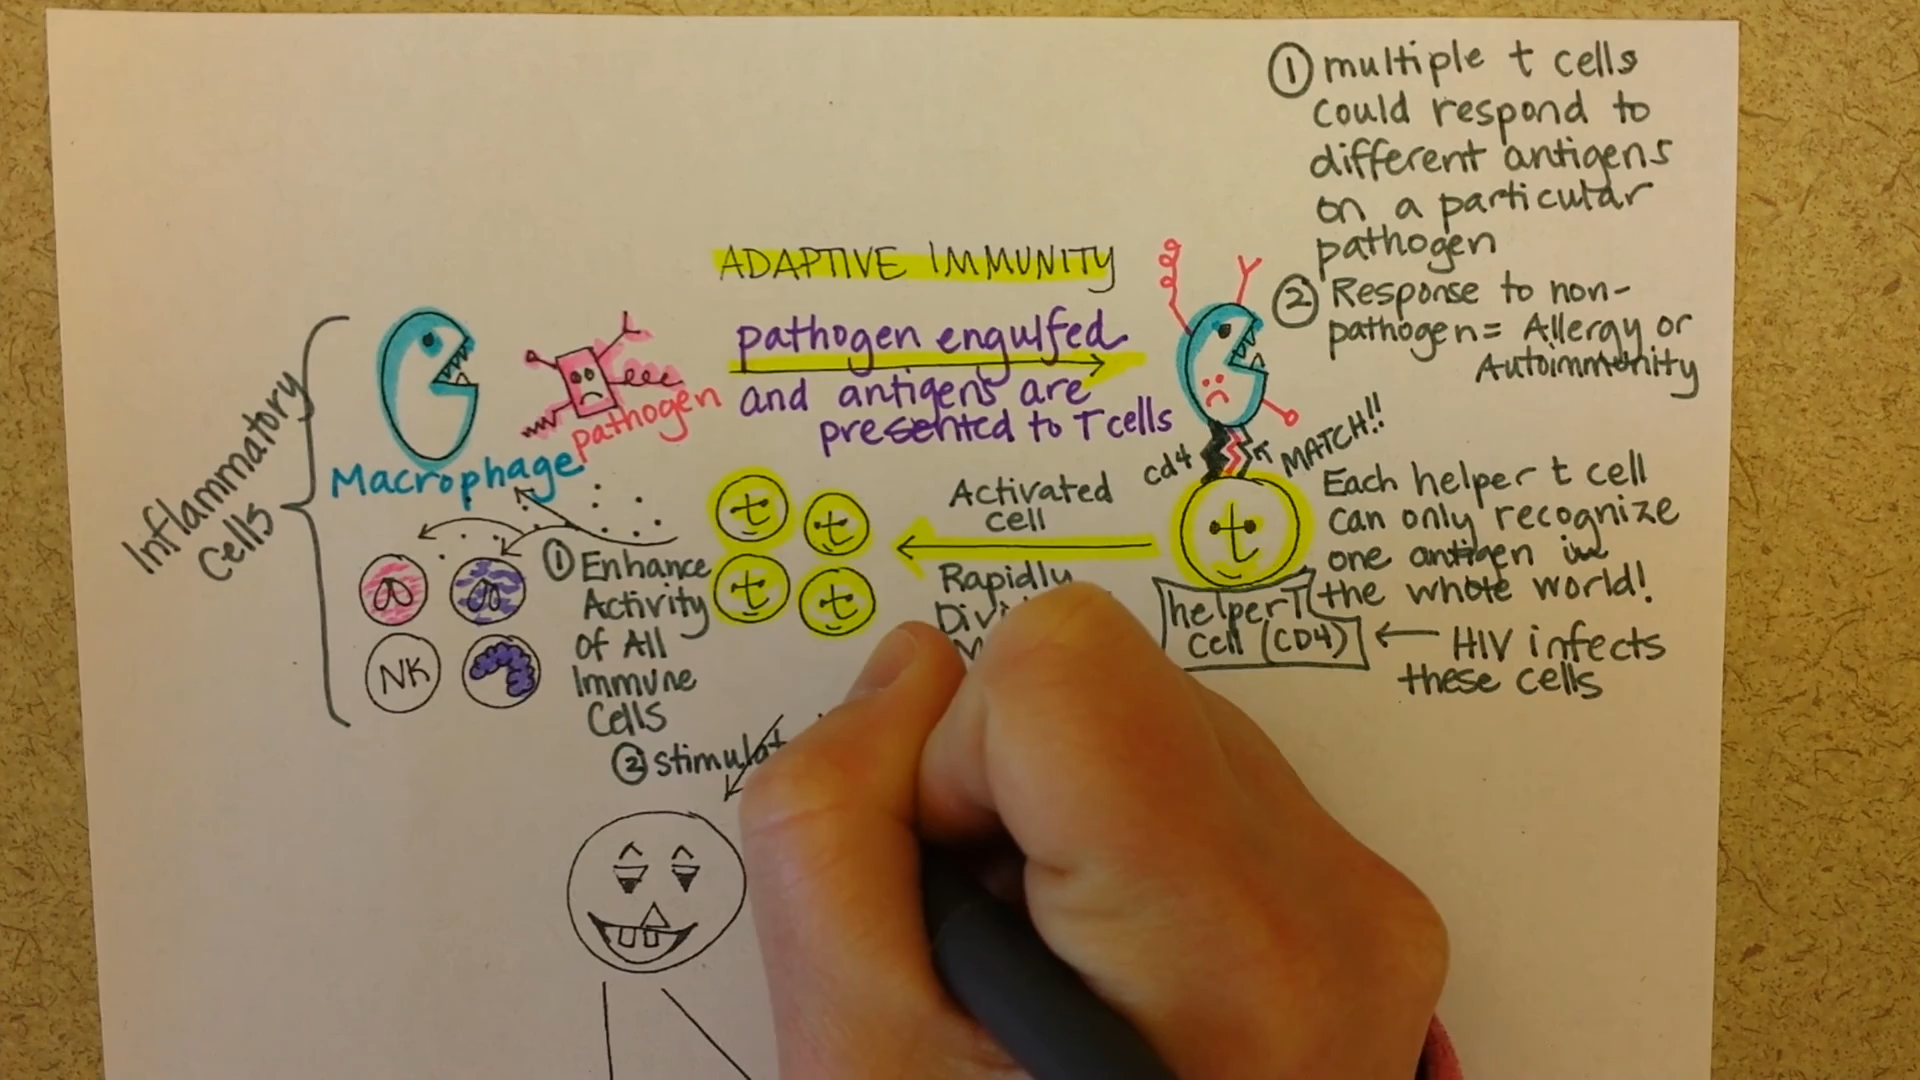 ① multiple t cells
could respond to
different antigens
on a particular
pathogen
② Response to non-
pathogen = Allergy or
Autoimmunity
ADAPTIVE IMMUNITY
pathogen engulfed
and antigens are
presented to T cells
pathogen
Macrophage
Inflammatory
Cells
cd4
MATCH!!
Activated
cell
Rapidly
Each helper t cell
can only recognize
one antigen in
the whole world!
helper T
Cell (CD4)
HIV infects
these cells
t
t
t
t
t
① Enhance
Activity
of All
Immune
Cells
NK
②